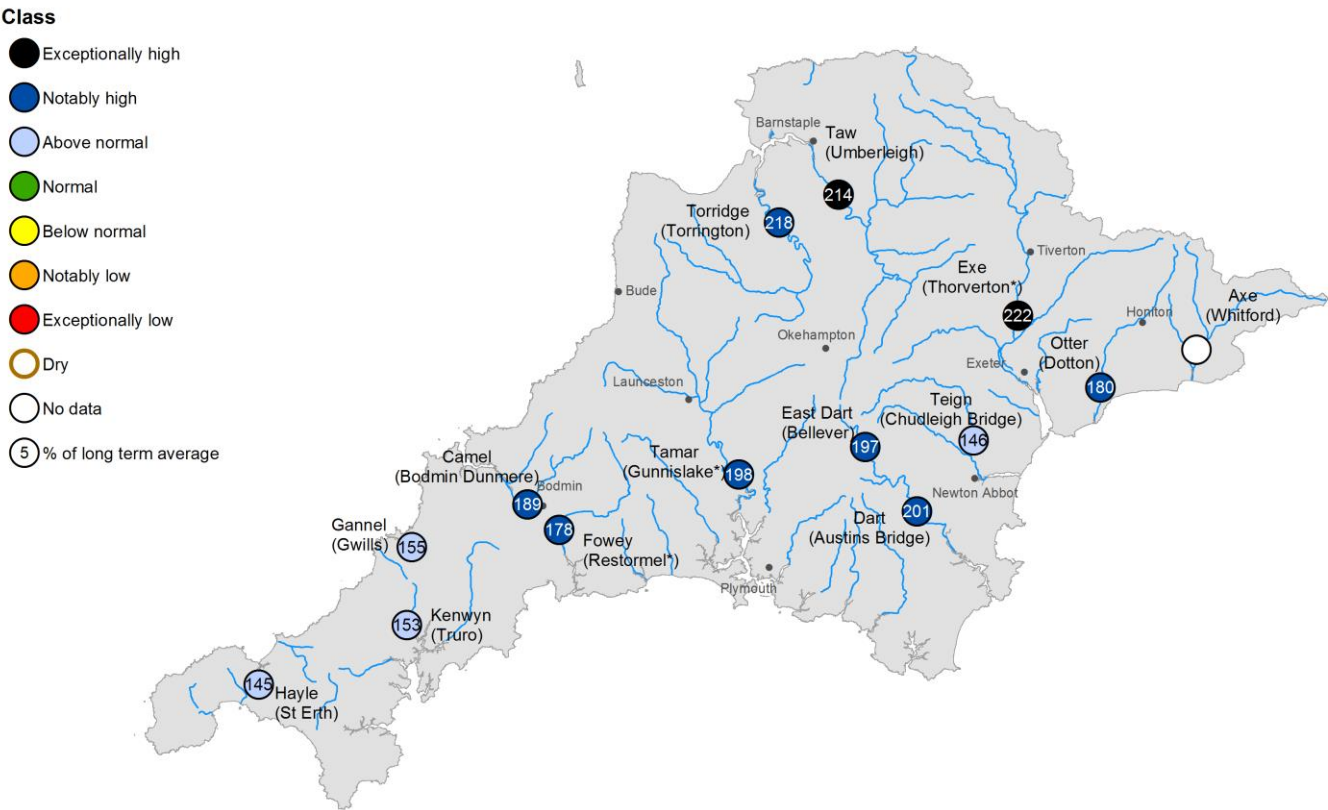 Class
Exceptionally high
Notably high
Above normal
Normal
Below normal
Notably low
Exceptionally low
Dry
No data
5 % of long term average
Barnstaple
Taw
(Umberleigh)
214
Torridge
(Torrington)
218
Tiverton
Exe
(Thorverton*)
222
Bude
Axe
(Whitford)
Honiton
Okehampton
Otter
(Dotton)
180
Exeter
Launceston
Teign
(Chudleigh Bridge)
146
East Dart
(Bellever)
197
Tamar
(Gunnislake*)
198
Camel
(Bodmin Dunmere)
Bodmin
189
Newton Abbot
201
Dart
(Austins Bridge)
178
Fowey
(Restormel*)
Gannel
(Gwills)
155
Plymouth
153
Kenwyn
(Truro)
145
Hayle
(St Erth)